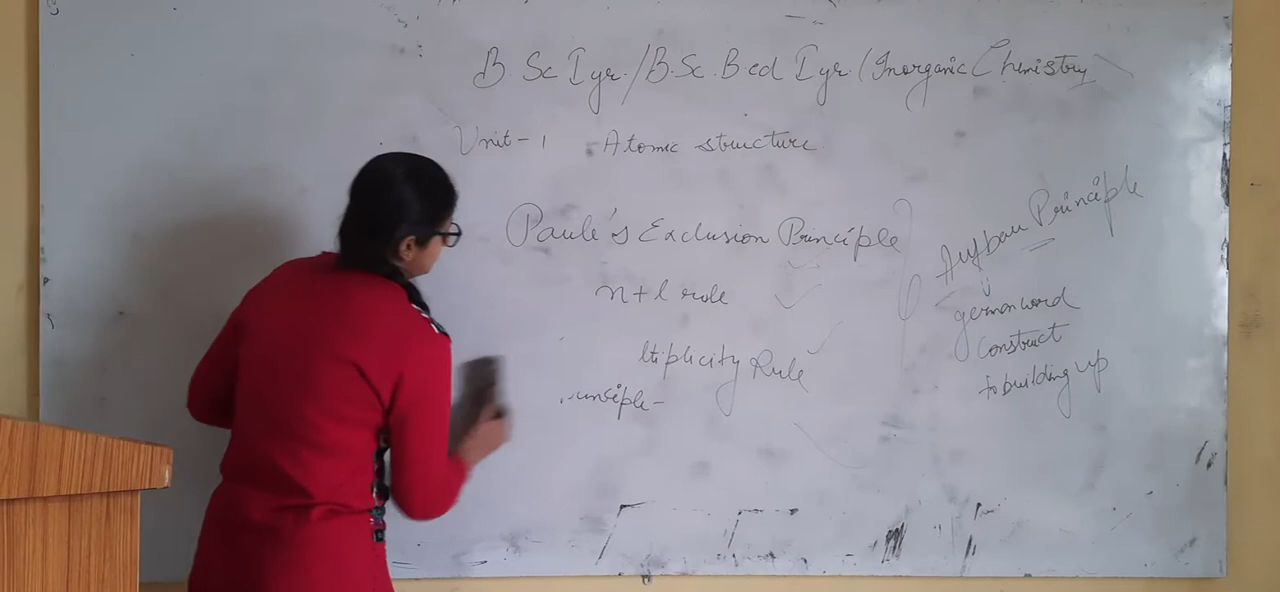 B Sc I yr. / B.Sc. B.ed I yr. (Inorganic Chemistry)
Unit-1 Atomic structure
Paule's Exclusion Principle
n+l rule
ltiplicity Rule
unciple-
Aufbau Principle
german word
Construct
to building up